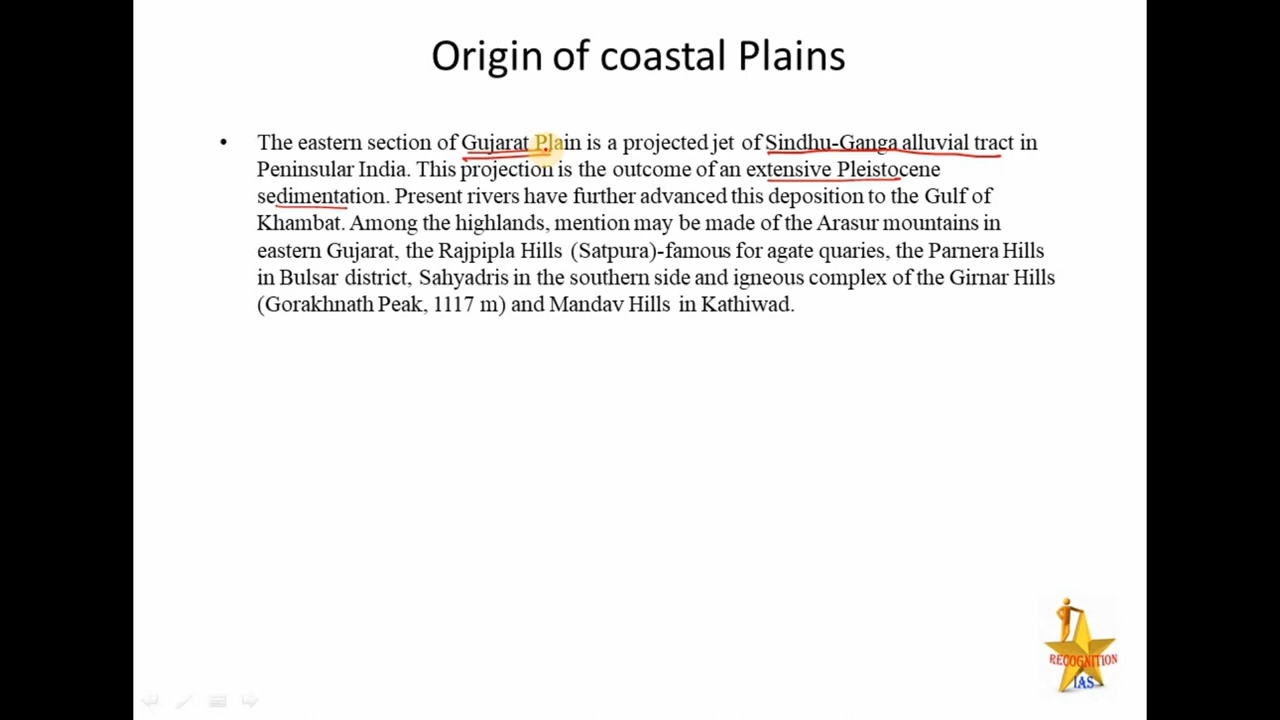 Origin of coastal Plains
• The eastern section of Gujarat Plain is a projected jet of Sindhu-Ganga alluvial tract in
Peninsular India. This projection is the outcome of an extensive Pleistocene
sedimentation. Present rivers have further advanced this deposition to the Gulf of
Khambat. Among the highlands, mention may be made of the Arasur mountains in
eastern Gujarat, the Rajpipla Hills (Satpura)-famous for agate quaries, the Parnera Hills
in Bulsar district, Sahyadris in the southern side and igneous complex of the Girnar Hills
(Gorakhnath Peak, 1117 m) and Mandav Hills in Kathiwad.
RECOGNITION
IAS